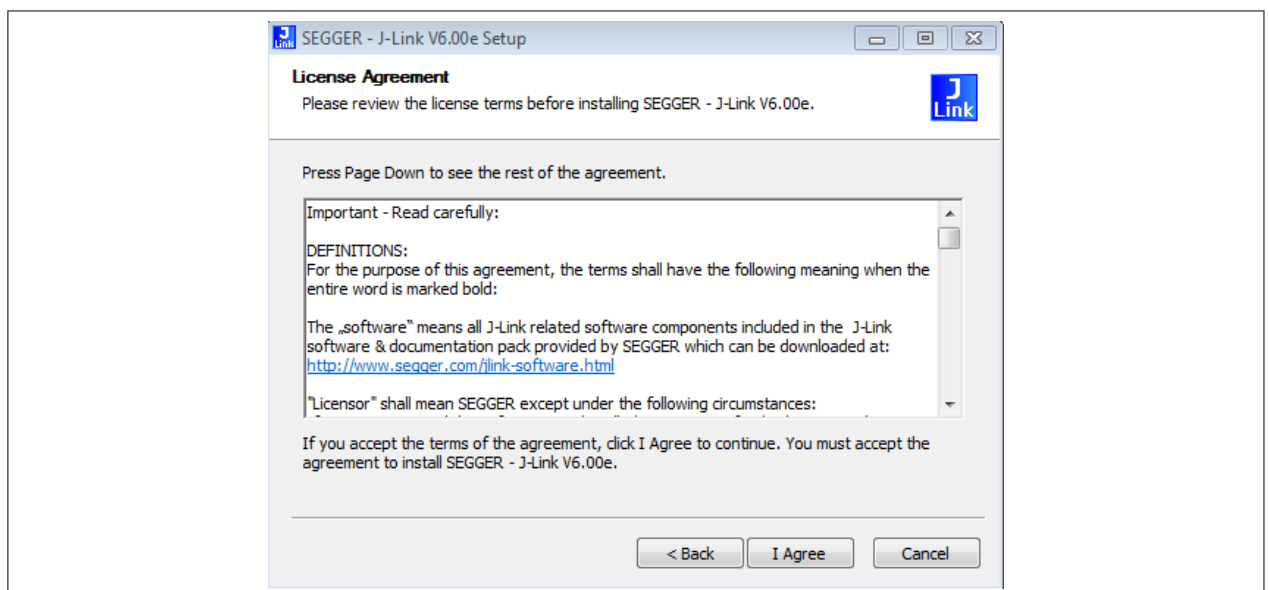 J
Link
SEGGER - J-Link V6.00e Setup
License Agreement
Please review the license terms before installing SEGGER - J-Link V6.00e.
J
Link
Press Page Down to see the rest of the agreement.
Important - Read carefully:
DEFINITIONS:
For the purpose of this agreement, the terms shall have the following meaning when the
entire word is marked bold:
The „software“ means all J-Link related software components included in the  J-Link
software & documentation pack provided by SEGGER which can be downloaded at:
http://www.segger.com/jlink-software.html
"Licensor" shall mean SEGGER except under the following circumstances:
If you accept the terms of the agreement, click I Agree to continue. You must accept the
agreement to install SEGGER - J-Link V6.00e.
< Back
I Agree
Cancel